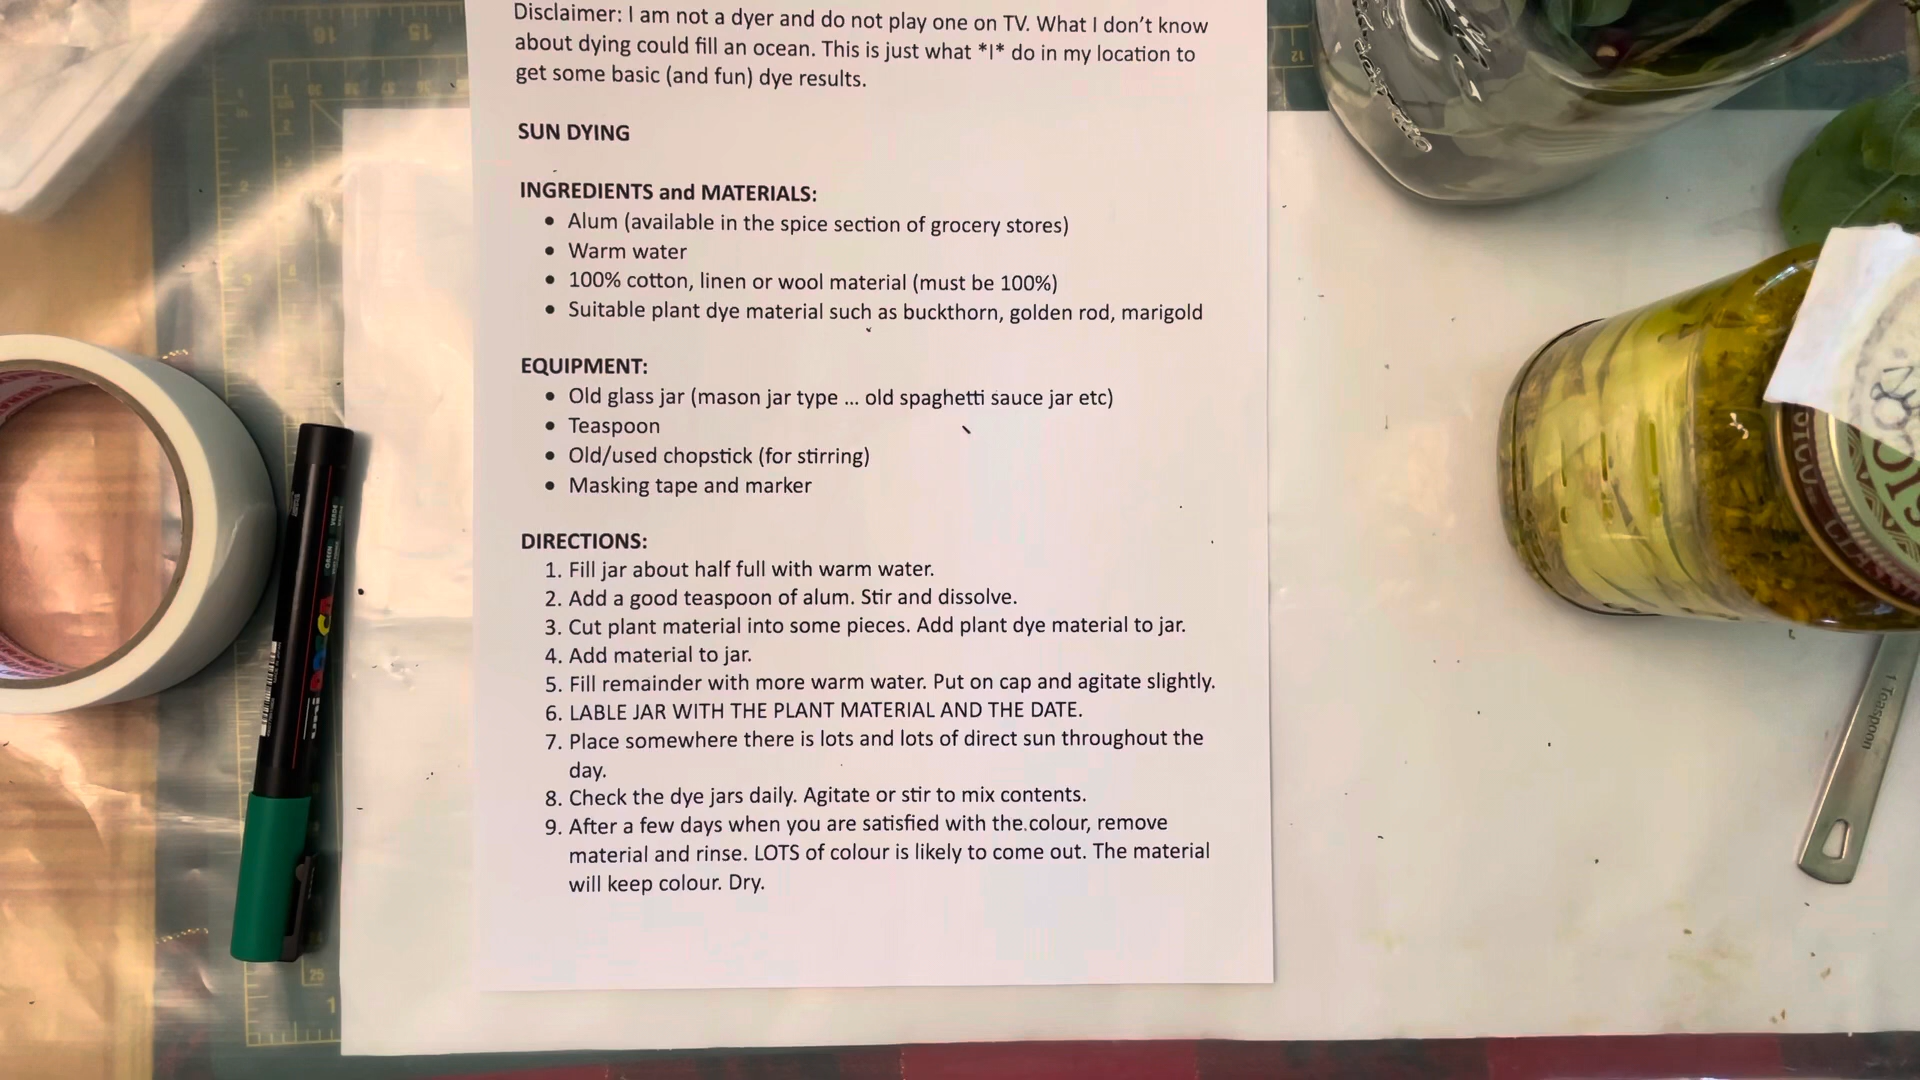 Disclaimer: I am not a dyer and do not play one on TV. What I don't know
about dying could fill an ocean. This is just what *I* do in my location to
get some basic (and fun) dye results.
SUN DYING
INGREDIENTS and MATERIALS:
• Alum (available in the spice section of grocery stores)
• Warm water
• 100% cotton, linen or wool material (must be 100%)
• Suitable plant dye material such as buckthorn, golden rod, marigold
EQUIPMENT:
• Old glass jar (mason jar type ... old spaghetti sauce jar etc)
• Teaspoon
• Old/used chopstick (for stirring)
• Masking tape and marker
DIRECTIONS:
1. Fill jar about half full with warm water.
2. Add a good teaspoon of alum. Stir and dissolve.
3. Cut plant material into some pieces. Add plant dye material to jar.
4. Add material to jar.
5. Fill remainder with more warm water. Put on cap and agitate slightly.
6. LABLE JAR WITH THE PLANT MATERIAL AND THE DATE.
7. Place somewhere there is lots and lots of direct sun throughout the
day.
8. Check the dye jars daily. Agitate or stir to mix contents.
9. After a few days when you are satisfied with the colour, remove
material and rinse. LOTS of colour is likely to come out. The material
will keep colour. Dry.
POSCA
1 Teaspoon
16
15
12
25